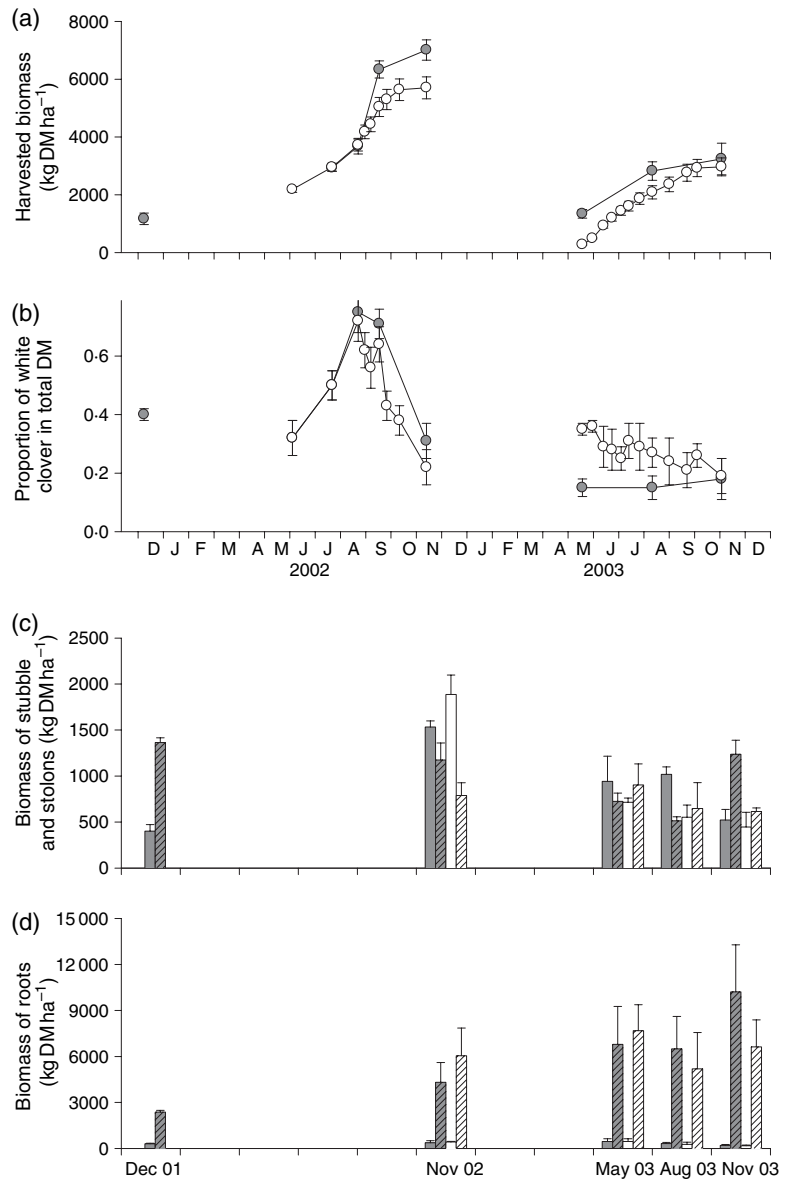 (a)
Harvested biomass
(kg DM ha−1)
8000
6000
4000
2000
0
(b)
Proportion of white
clover in total DM
0·6
0·4
0·2
0·0
D J F M A M J J A S O N D J F M A M J J A S O N D
2002 2003
(c)
Biomass of stubble
and stolons (kg DM ha−1)
2500
2000
1500
1000
500
0
(d)
Biomass of roots
(kg DM ha−1)
15 000
12 000
9000
6000
3000
0
Dec 01 Nov 02 May 03 Aug 03 Nov 03